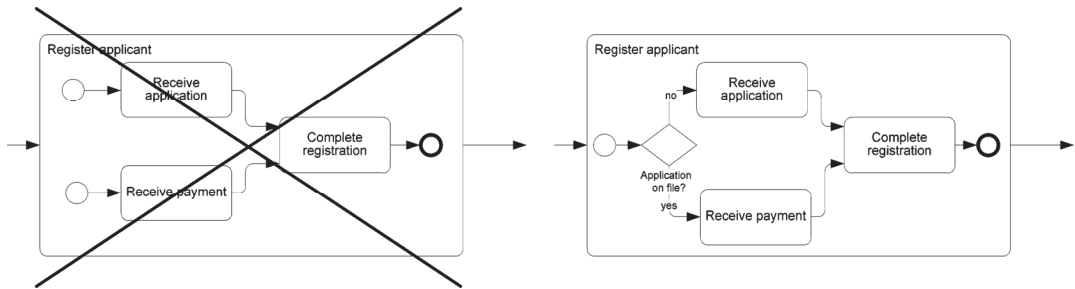 Register applicant
Receive
application
Complete
registration
Receive payment
Register applicant
no
Receive
application
Application
on file?
yes
Complete
registration
Receive payment